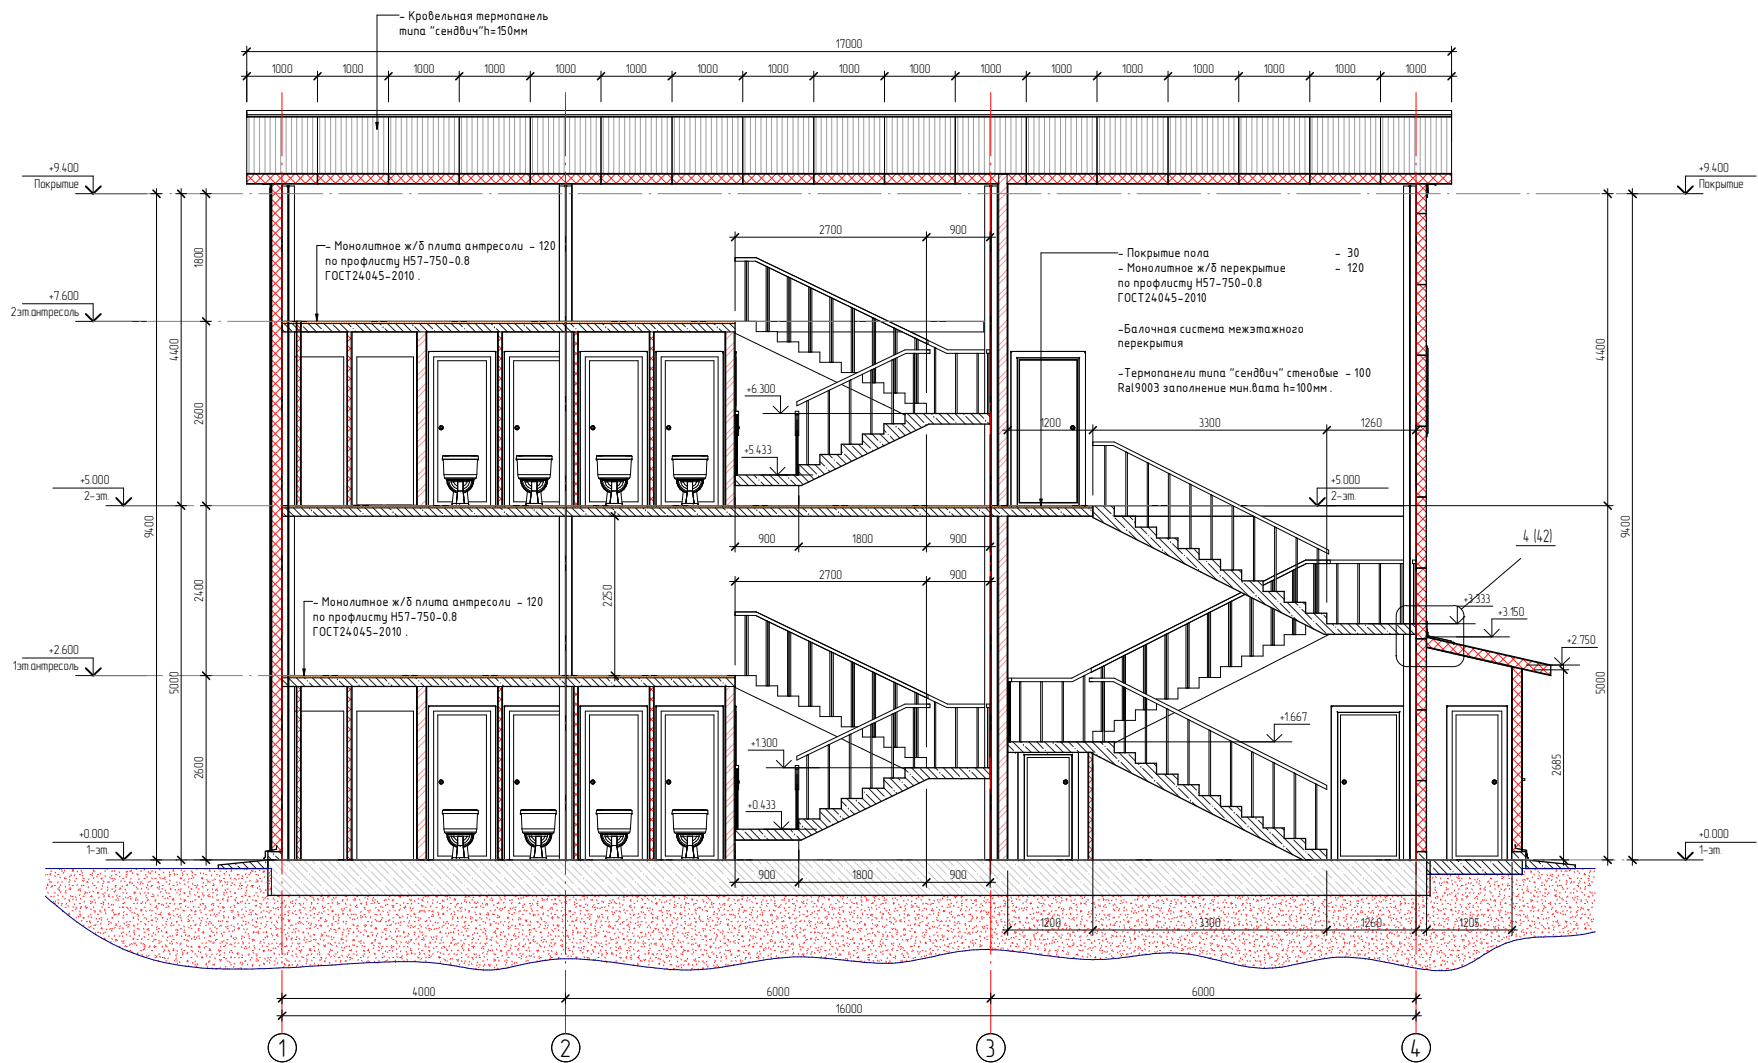 - Кровельная термопанель
типа "сендвич"h=150мм
17000
1000 1000 1000 1000 1000 1000 1000 1000 1000 1000 1000 1000 1000 1000 1000 1000 1000
+9.400
Покрытие
+9.400
Покрытие
2700 900
- Монолитное ж/б плита антресоли - 120
по профлисту Н57-750-0.8
ГОСТ24045-2010 .
- Покрытие пола - 30
- Монолитное ж/б перекрытие - 120
по профлисту Н57-750-0.8
ГОСТ24045-2010
-Балочная система межэтажного
перекрытия
-Термопанели типа "сендвич" стеновые - 100
Ral9003 заполнение мин.вата h=100мм .
1800
+7.600
2эт.антресоль
4400
4400
+6.300
2600
1200 3300 1260
+5.433
+5.000
2-эт.
+5.000
2-эт.
9400
9400
4 (42)
900 1800 900
2700 900
2400
2250
- Монолитное ж/б плита антресоли - 120
по профлисту Н57-750-0.8
ГОСТ24045-2010 .
+3.333
+3.150
+2.750
+2.600
1эт.антресоль
5000
5000
+1.667
+1.300
2600
2685
+0.433
+0.000
1-эт.
+0.000
1-эт.
900 1800 900
1200 3300 1260 1205
4000 6000 6000
16000
1 2 3 4